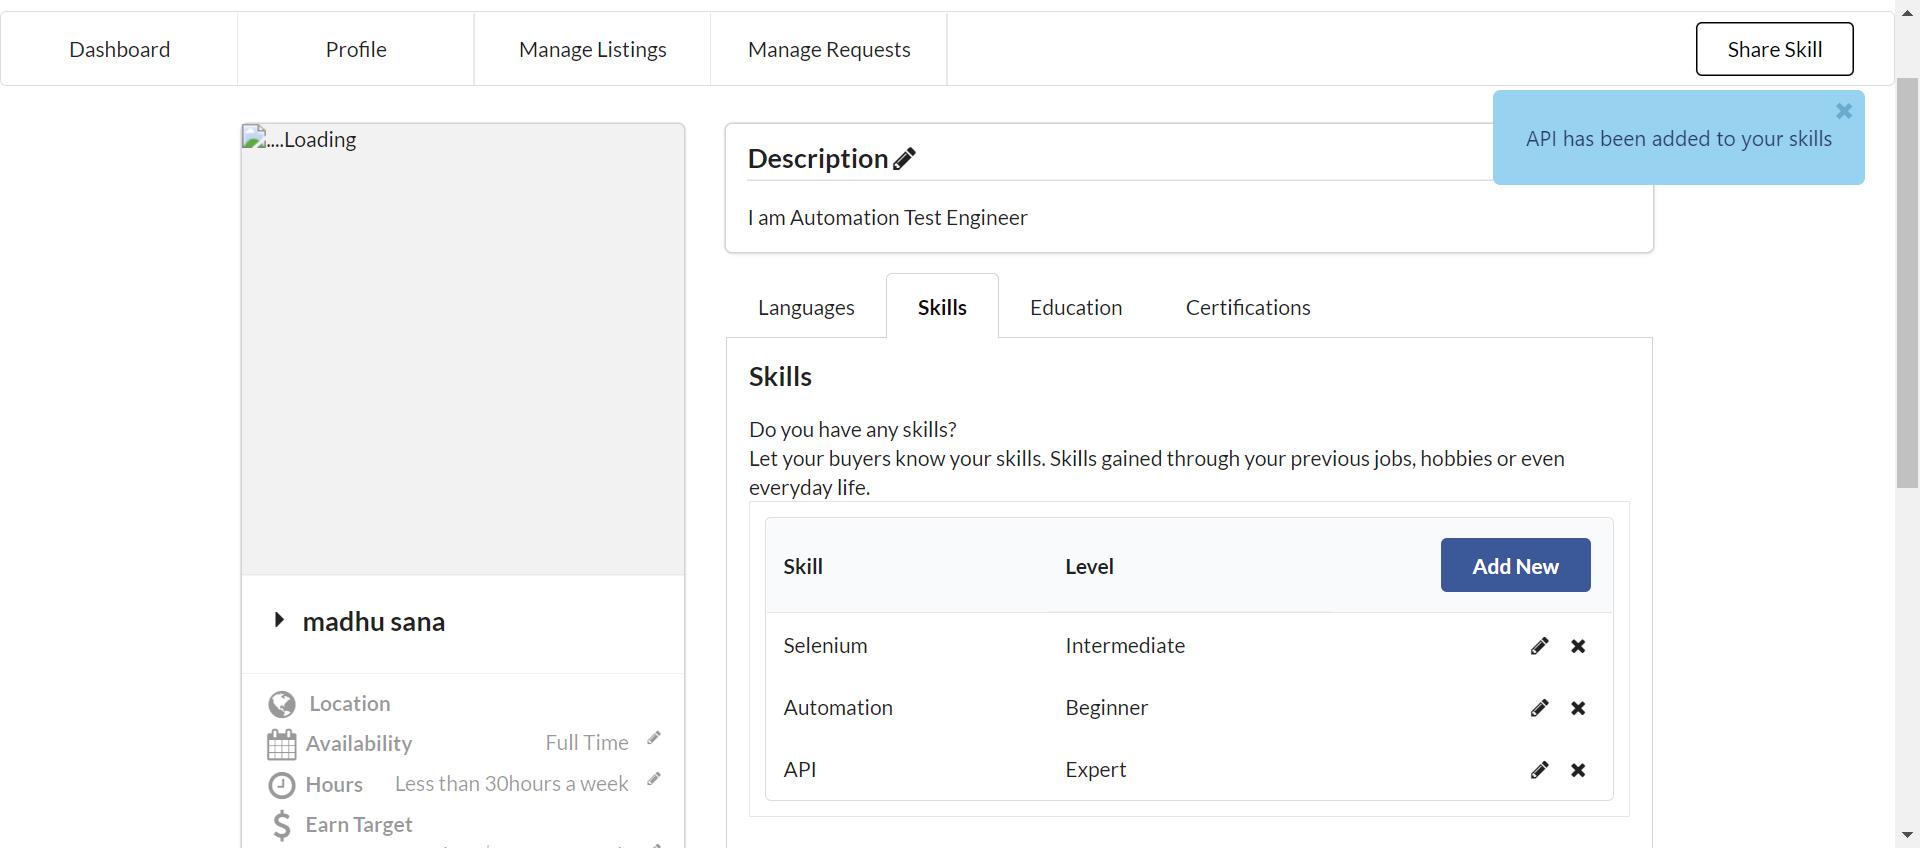 Dashboard
Profile
Manage Listings
Manage Requests
Share Skill
API has been added to your skills
....Loading
Description
I am Automation Test Engineer
Languages
Skills
Education
Certifications
Skills
Do you have any skills?
Let your buyers know your skills. Skills gained through your previous jobs, hobbies or even
everyday life.
Skill Level Add New
Selenium Intermediate
Automation Beginner
API Expert
madhu sana
Location
Availability Full Time
Hours Less than 30hours a week
Earn Target